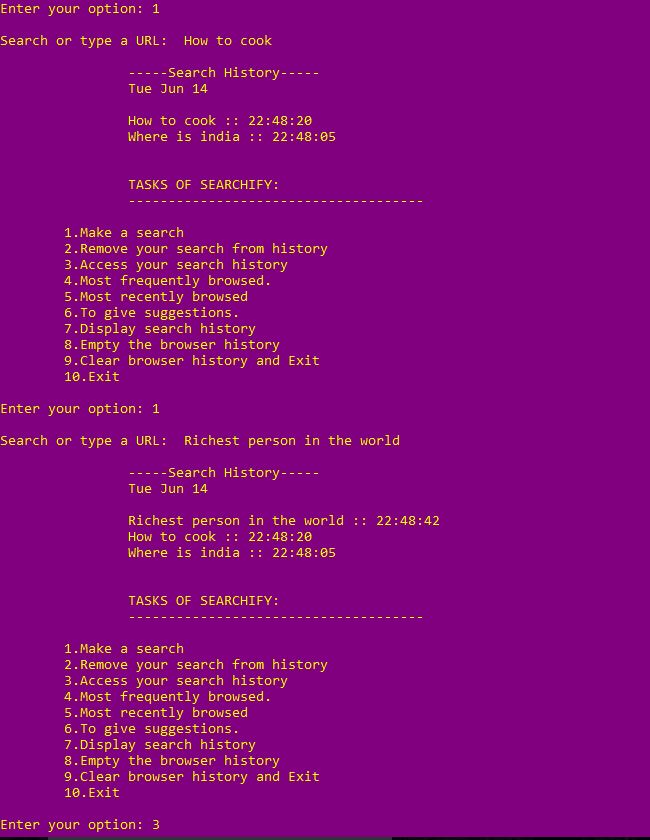 Enter your option: 1
Search or type a URL:  How to cook
-----Search History-----
Tue Jun 14
How to cook :: 22:48:20
Where is india :: 22:48:05
TASKS OF SEARCHIFY:
-------------------------------------
1.Make a search
2.Remove your search from history
3.Access your search history
4.Most frequently browsed.
5.Most recently browsed
6.To give suggestions.
7.Display search history
8.Empty the browser history
9.Clear browser history and Exit
10.Exit
Enter your option: 1
Search or type a URL:  Richest person in the world
-----Search History-----
Tue Jun 14
Richest person in the world :: 22:48:42
How to cook :: 22:48:20
Where is india :: 22:48:05
TASKS OF SEARCHIFY:
-------------------------------------
1.Make a search
2.Remove your search from history
3.Access your search history
4.Most frequently browsed.
5.Most recently browsed
6.To give suggestions.
7.Display search history
8.Empty the browser history
9.Clear browser history and Exit
10.Exit
Enter your option: 3